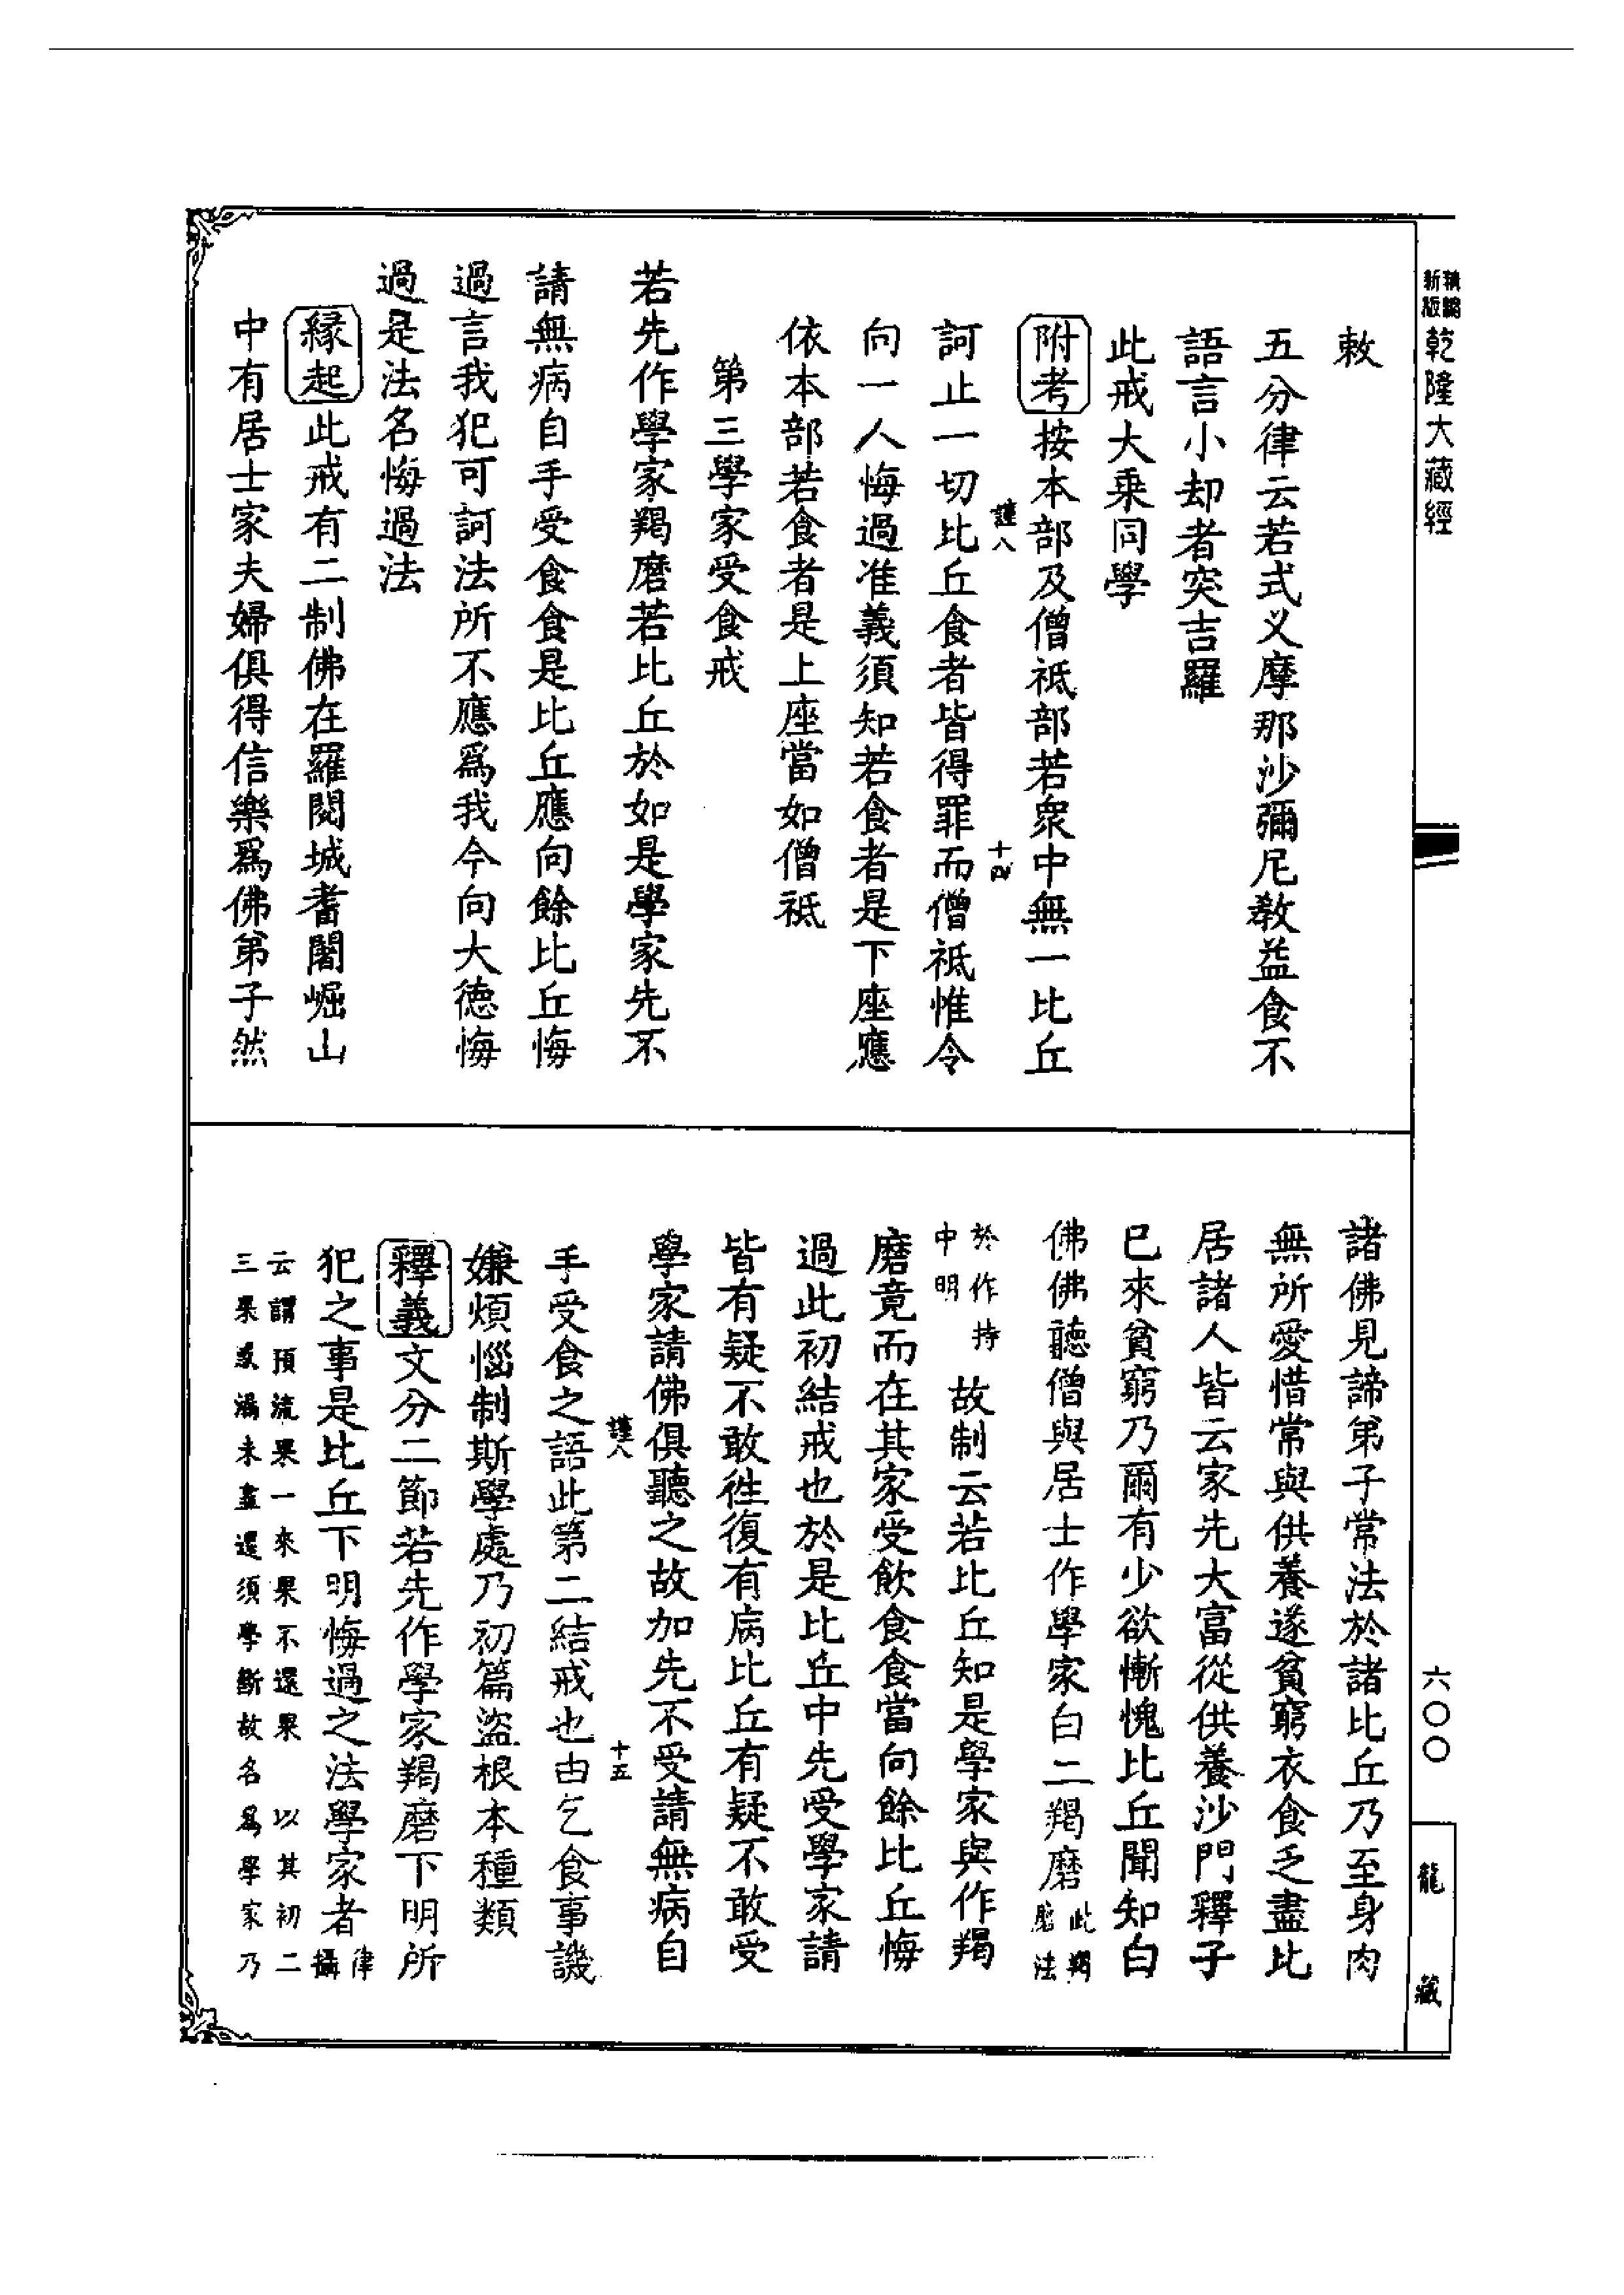 新版精縮乾隆大藏經
敕
五分律云若式义摩那沙彌尼教益食不
語言小却者突吉羅
此戒大乘同學
附考按本部及僧祇部若衆中無一比丘
謹八
十四
訶止一切比丘食者皆得罪而僧祇惟令
向一人悔過准義須知若食者是下座應
依本部若食者是上座當如僧祇
第三學家受食戒
若先作學家羯磨若比丘於如是學家先不
請無病自手受食食是比丘應向餘比丘悔
過言我犯可訶法所不應爲我今向大德悔
過是法名悔過法
緣起此戒有二制佛在羅閱城耆闍崛山
中有居士家夫婦俱得信樂爲佛弟子然
六〇〇
龍藏
諸佛見諦弟子常法於諸比丘乃至身肉
無所愛惜常與供養遂貧窮衣食乏盡比
居諸人皆云家先大富從供養沙門釋子
已來貧窮乃爾有少欲慚愧比丘聞知白
佛佛聽僧與居士作學家白二羯磨此羯磨法
於作持中明故制云若比丘知是學家與作羯
磨竟而在其家受飲食食當向餘比丘悔
過此初結戒也於是比丘中先受學家請
皆有疑不敢徃復有病比丘有疑不敢受
學家請佛俱聽之故加先不受請無病自
謹八
十五
手受食之語此第二結戒也由乞食事譏
嫌煩惱制斯學處乃初篇盜根本種類
釋義文分二節若先作學家羯磨下明所
犯之事是比丘下明悔過之法學家者律攝
云謂預流果一來果不還果以其初二
三果惑漏未盡還須學斷故名爲學家乃